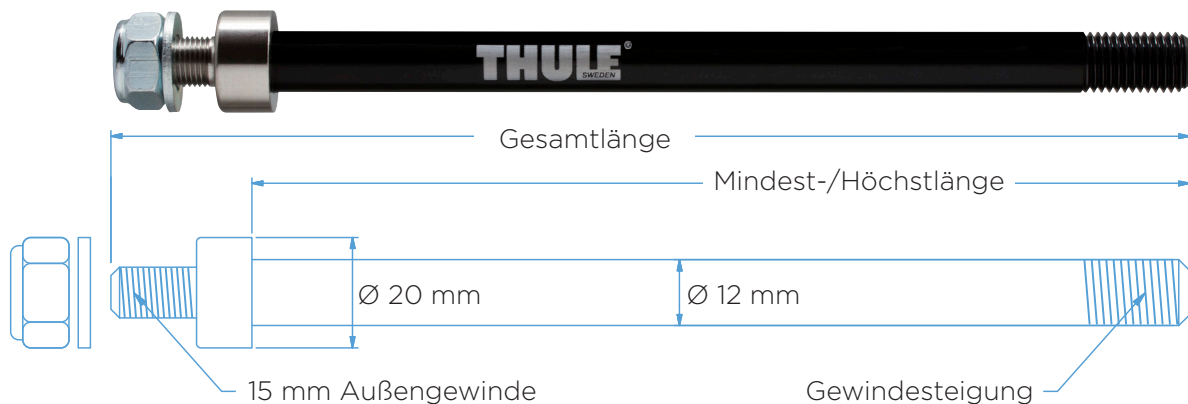 THULE®
SWEDEN
Gesamtlänge
Mindest-/Höchstlänge
Ø 20 mm
Ø 12 mm
15 mm Außengewinde
Gewindesteigung